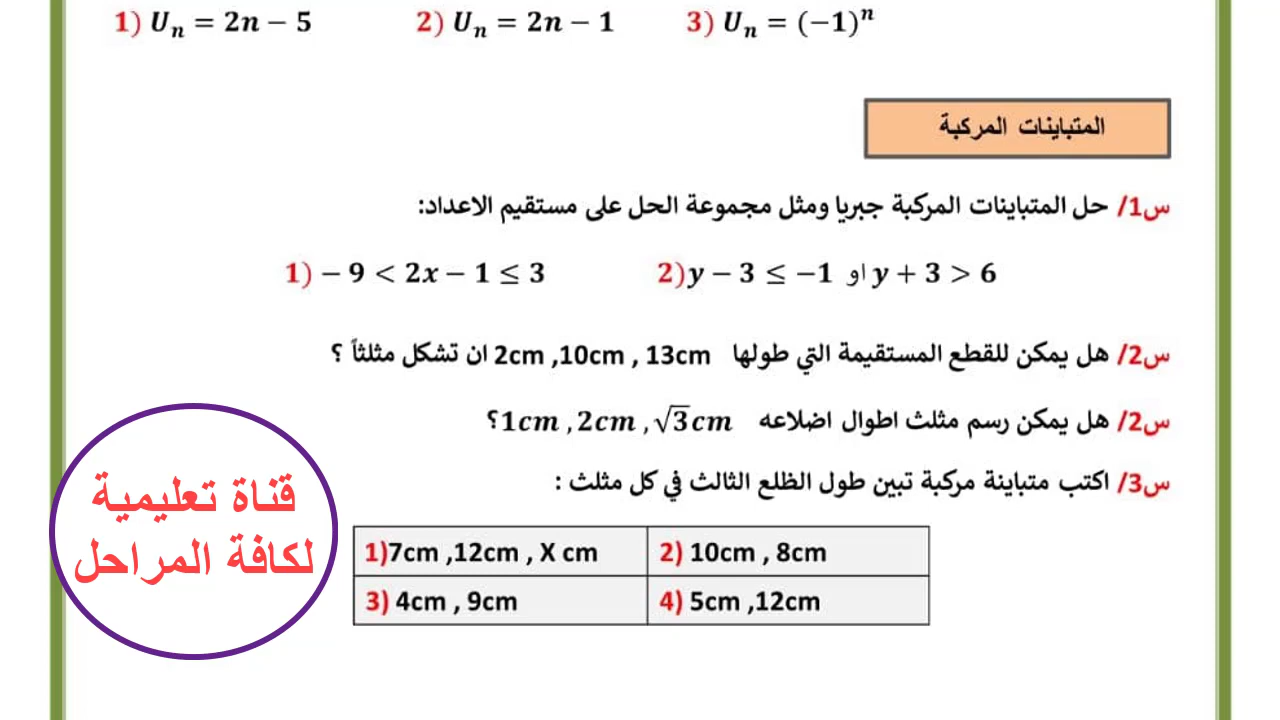 1) Uₙ = 2n − 5 2) Uₙ = 2n − 1 3) Uₙ = (−1)ⁿ
المتباينات المركبة
س1/ حل المتباينات المركبة جبريا ومثل مجموعة الحل على مستقيم الاعداد:
1) − 9 < 2x − 1 ≤ 3 2)y − 3 ≤ −1 او y + 3 > 6
س2/ هل يمكن للقطع المستقيمة التي طولها 2cm ,10cm , 13cm ان تشكل مثلثاً ؟
س2/ هل يمكن رسم مثلث اطوال اضلاعه 1cm , 2cm , √3cm؟
س3/ اكتب متباينة مركبة تبين طول الظلع الثالث في كل مثلث :
1)7cm ,12cm , X cm 2) 10cm , 8cm
3) 4cm , 9cm 4) 5cm ,12cm
قناة تعليمية
لكافة المراحل